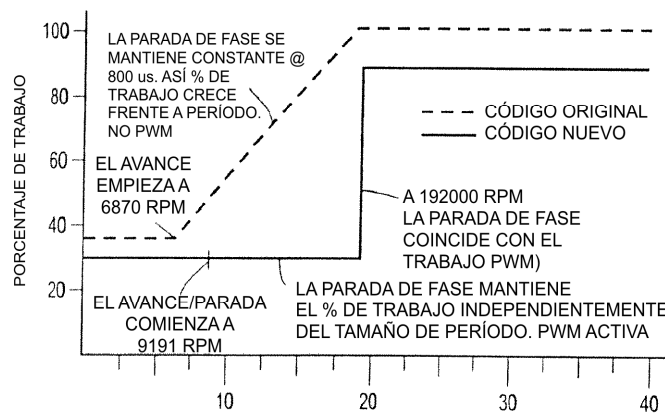 100
80
60
40
20
PORCENTAJE DE TRABAJO
LA PARADA DE FASE SE
MANTIENE CONSTANTE @
800 us. ASÍ % DE
TRABAJO CRECE
FRENTE A PERÍODO.
NO PWM
EL AVANCE
EMPIEZA A
6870 RPM
CÓDIGO ORIGINAL
CÓDIGO NUEVO
A 192000 RPM
LA PARADA DE FASE
COINCIDE CON EL
TRABAJO PWM)
EL AVANCE/PARADA
COMIENZA A
9191 RPM
LA PARADA DE FASE MANTIENE
EL % DE TRABAJO INDEPENDIENTEMENTE
DEL TAMAÑO DE PERÍODO. PWM ACTIVA
10
20
30
40